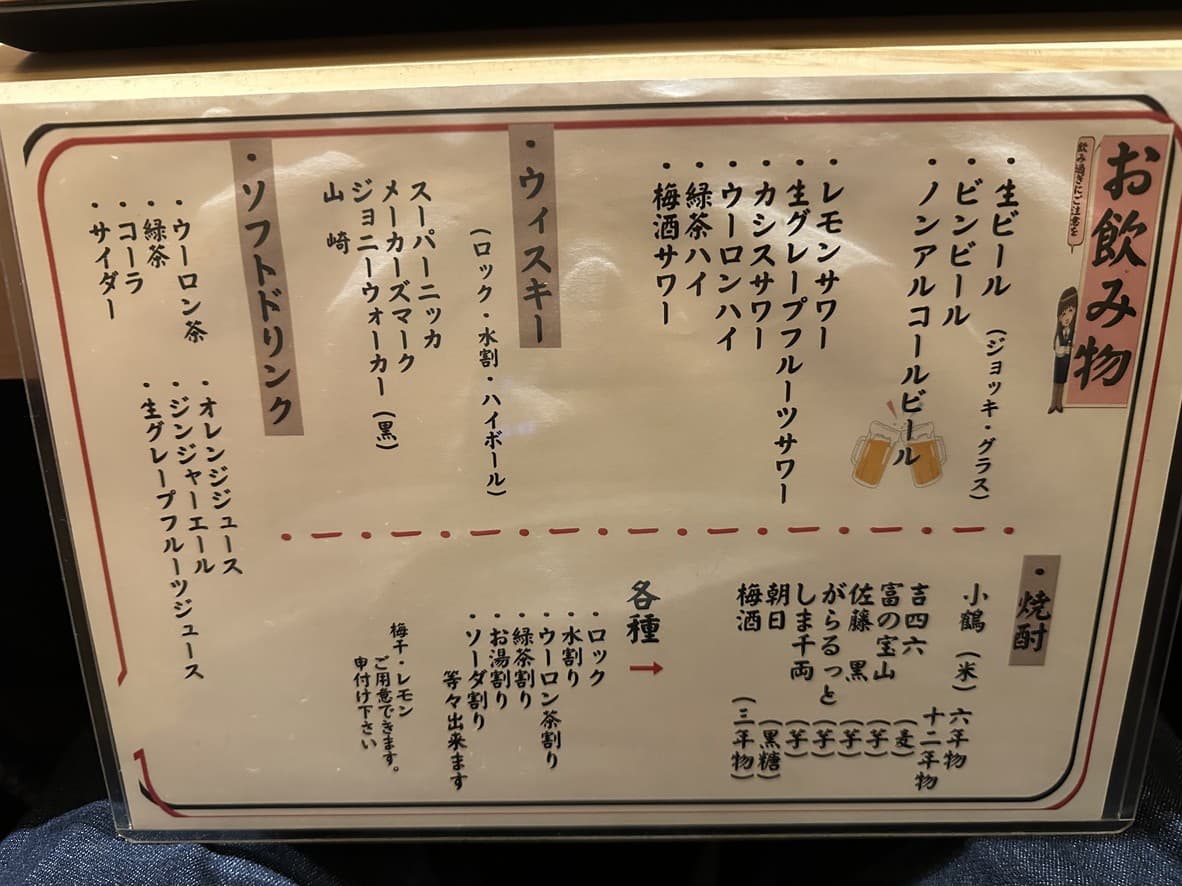 お飲み物
飲み過ぎにご注意を
・生ビール（ジョッキ・グラス）
・ビンビール
・ノンアルコールビール
・レモンサワー
・生グレープフルーツサワー
・カシスサワー
・ウーロンハイ
・緑茶ハイ
・梅酒サワー
・ウィスキー
（ロック・水割・ハイボール）
スーパーニッカ
メーカーズマーク
ジョニーウォーカー（黒）
山崎
・ソフトドリンク
・ウーロン茶
・緑茶
・コーラ
・サイダー
・オレンジジュース
・ジンジャーエール
・生グレープフルーツジュース
・焼酎
小鶴（米）六年物
十二年物
吉四六（麦）
富の宝山（芋）
佐藤 黒（芋）
がらるっと（芋）
しま千両（芋）
朝日（黒糖）
梅酒（三年物）
各種→
・ロック
・水割り
・ウーロン茶割り
・緑茶割り
・お湯割り
・ソーダ割り
等々出来ます
梅干・レモン
ご用意できます。
申付け下さい